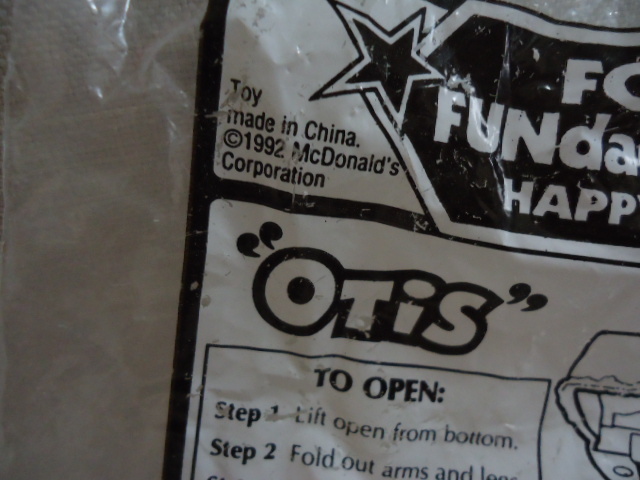 Toy
made in China.
©1992 McDonald's
Corporation
FUNda
HAPP
"OTiS"
TO OPEN:
Step 1 Lift open from bottom.
Step 2 Fold out arms and legs